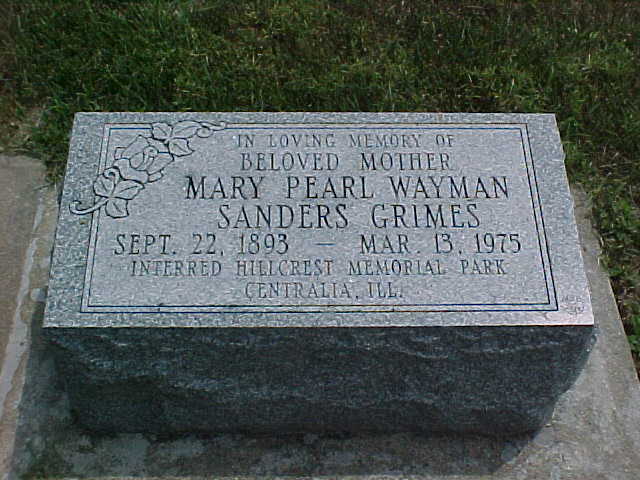 IN LOVING MEMORY OF
BELOVED MOTHER
MARY PEARL WAYMAN
SANDERS GRIMES
SEPT. 22, 1893 — MAR. 13, 1975
INTERRED HILLCREST MEMORIAL PARK
CENTRALIA, ILL.